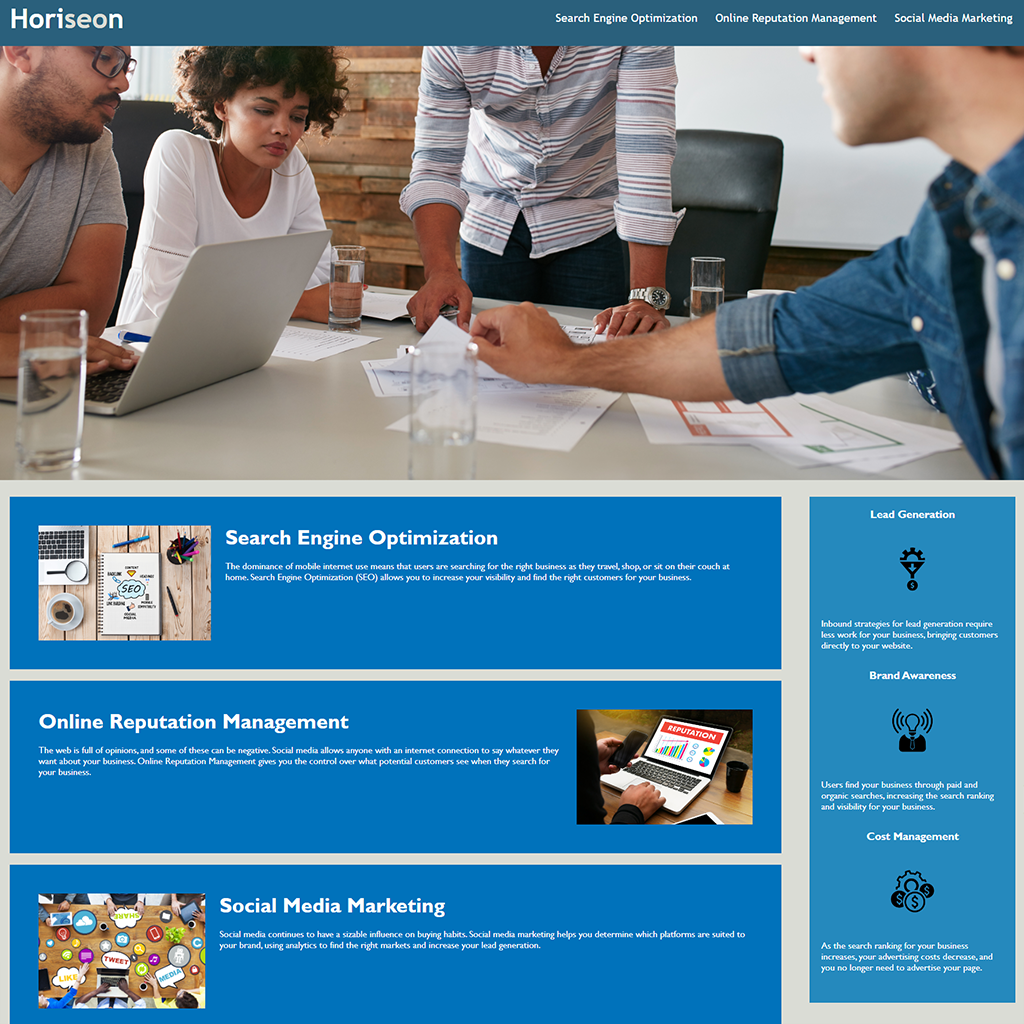 Horiseon
Search Engine Optimization Online Reputation Management Social Media Marketing
Search Engine Optimization
The dominance of mobile internet use means that users are searching for the right business as they travel, shop, or sit on their couch at
home. Search Engine Optimization (SEO) allows you to increase your visibility and find the right customers for your business.
SEO
Online Reputation Management
The web is full of opinions, and some of these can be negative. Social media allows anyone with an internet connection to say whatever they
want about your business. Online Reputation Management gives you the control over what potential customers see when they search for
your business.
REPUTATION
Social Media Marketing
Social media continues to have a sizable influence on buying habits. Social media marketing helps you determine which platforms are suited to
your brand, using analytics to find the right markets and increase your lead generation.
SHARE
TWEET
LIKE
MEDIA
Lead Generation
$
Inbound strategies for lead generation require
less work for your business, bringing customers
directly to your website.
Brand Awareness
Users find your business through paid and
organic searches, increasing the search ranking
and visibility for your business.
Cost Management
$ $ $
As the search ranking for your business
increases, your advertising costs decrease, and
you no longer need to advertise your page.